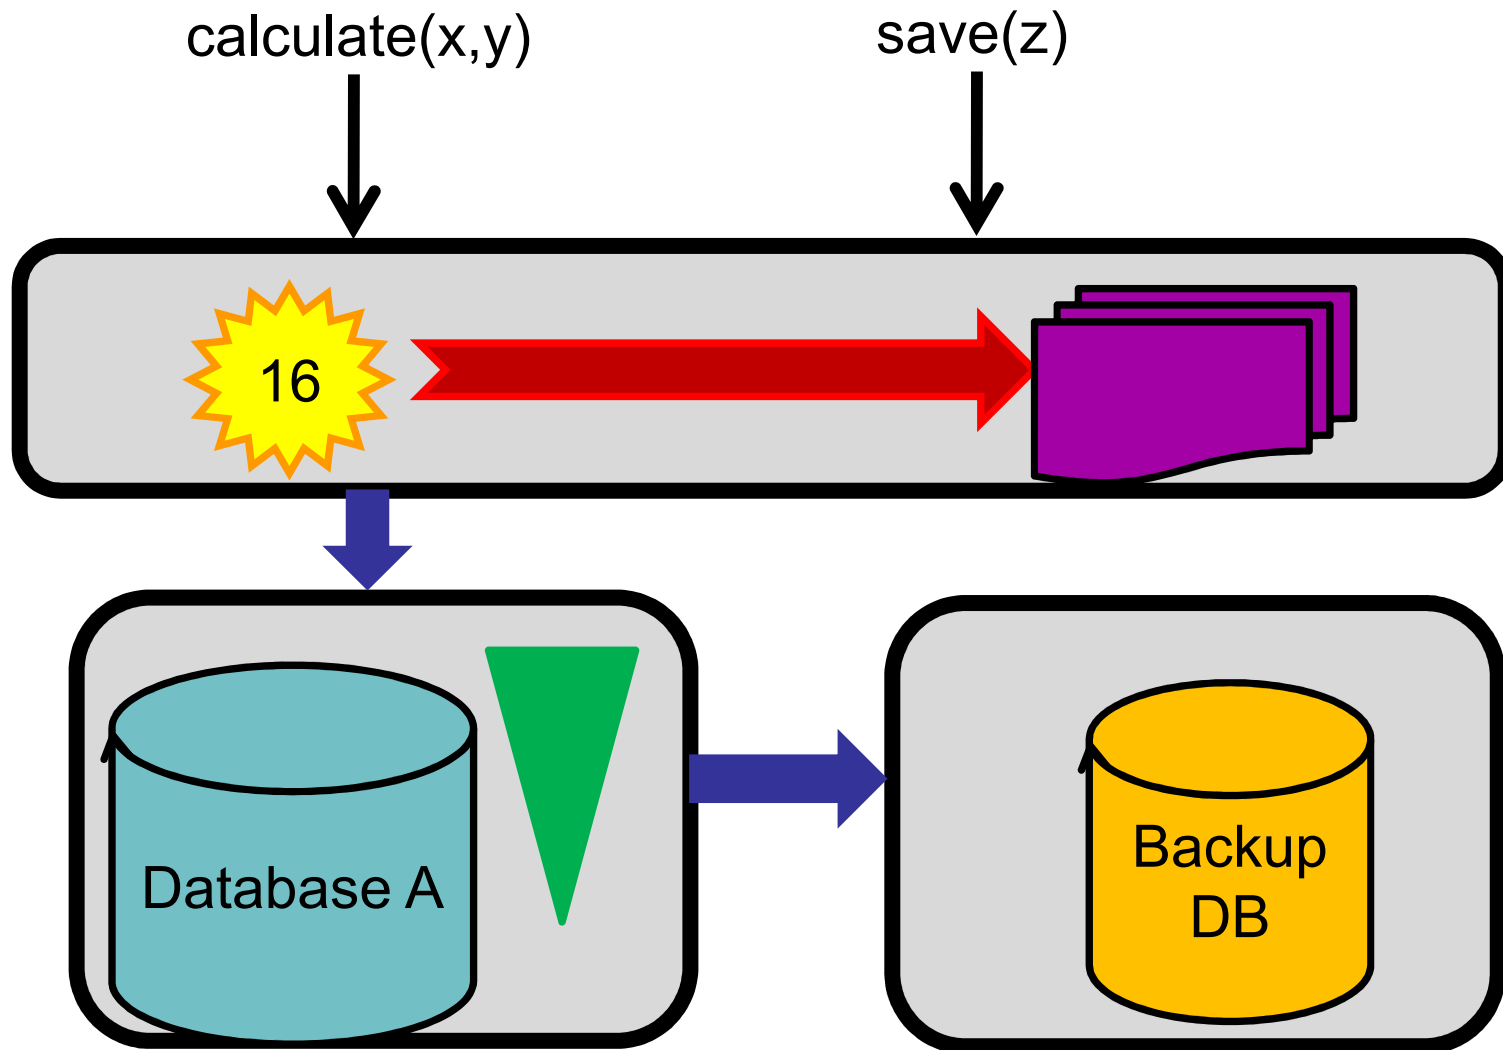 calculate(x,y)
save(z)
16
Database A
Backup
DB